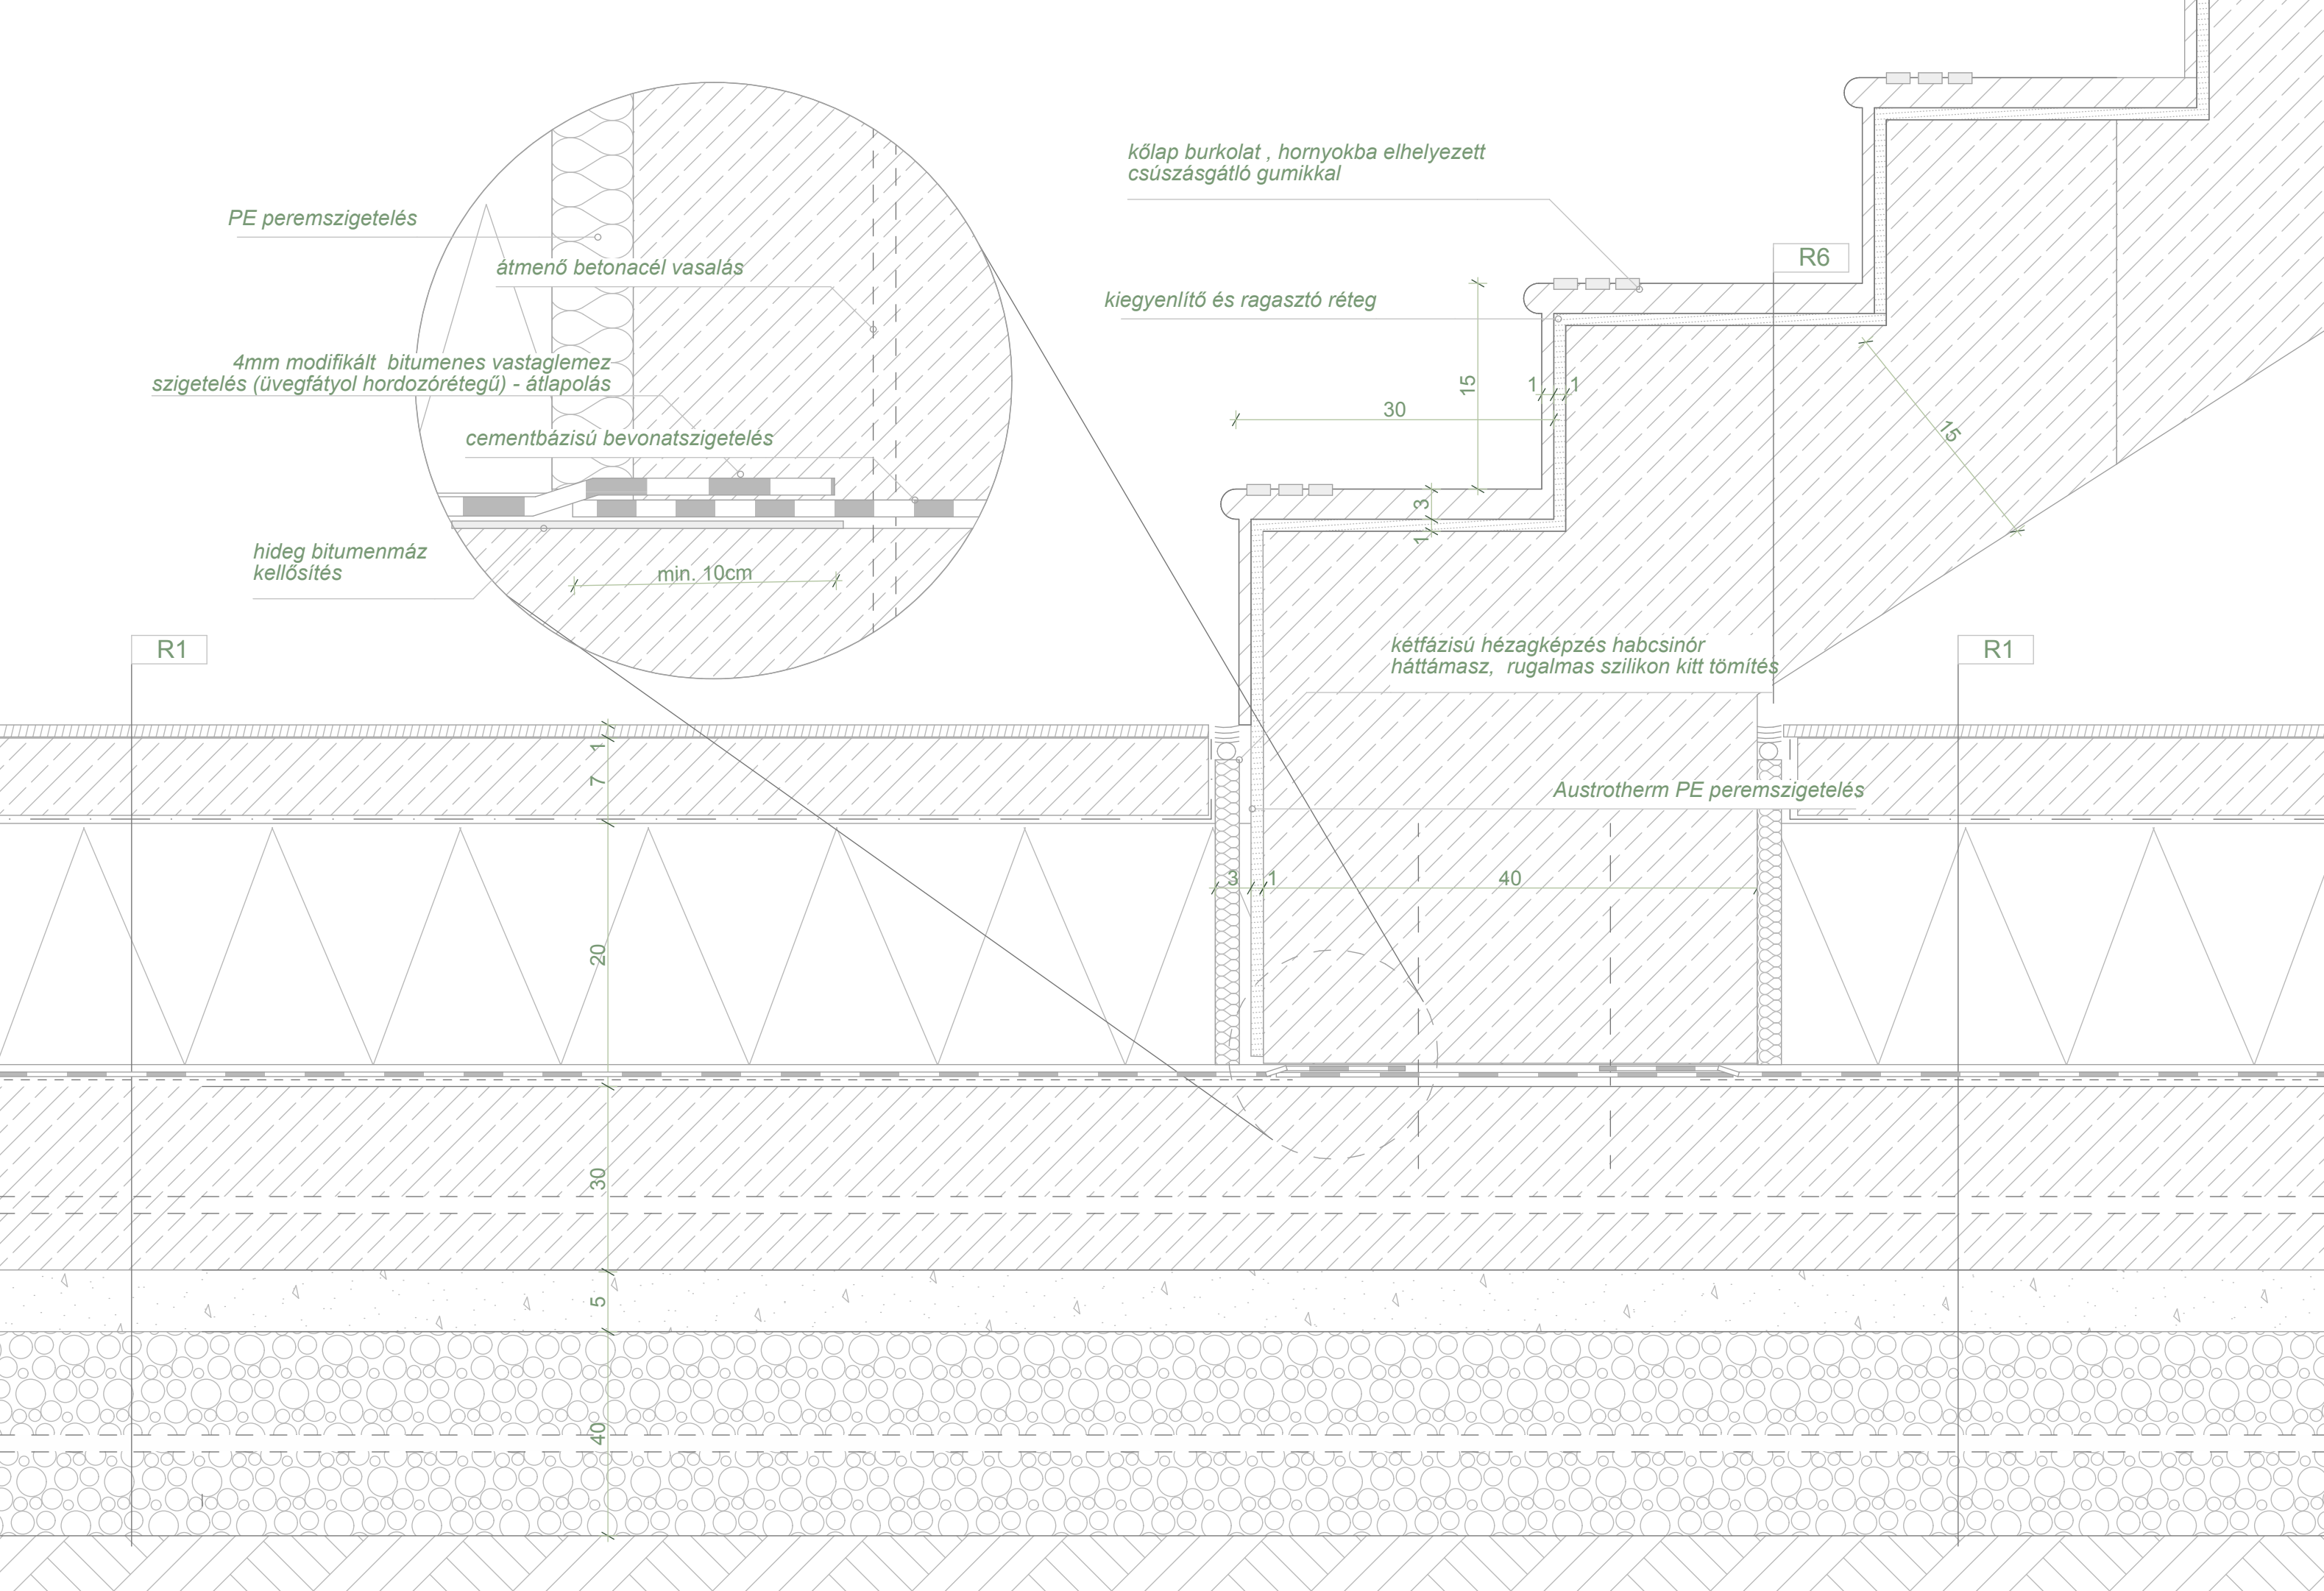 kőlap burkolat , hornyokba elhelyezett
csúszásgátló gumikkal
PE peremszigetelés
átmenő betonacél vasalás
R6
kiegyenlítő és ragasztó réteg
4mm modifikált  bitumenes vastaglemez
szigetelés (üvegfátyol hordozórétegű) - átlapolás
15
1
1
30
15
cementbázisú bevonatszigetelés
3
1
hideg bitumenmáz
kellősítés
min. 10cm
R1
kétfázisú hézagképzés habcsinór
háttámasz,  rugalmas szilikon kitt tömítés
R1
1
7
Austrotherm PE peremszigetelés
3
1
40
20
30
5
40